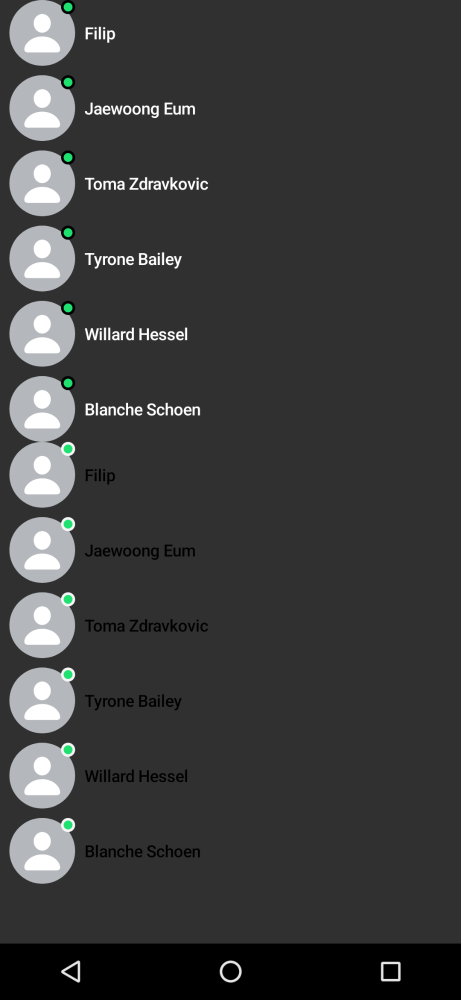 Filip
Jaewoong Eum
Toma Zdravkovic
Tyrone Bailey
Willard Hessel
Blanche Schoen
Filip
Jaewoong Eum
Toma Zdravkovic
Tyrone Bailey
Willard Hessel
Blanche Schoen